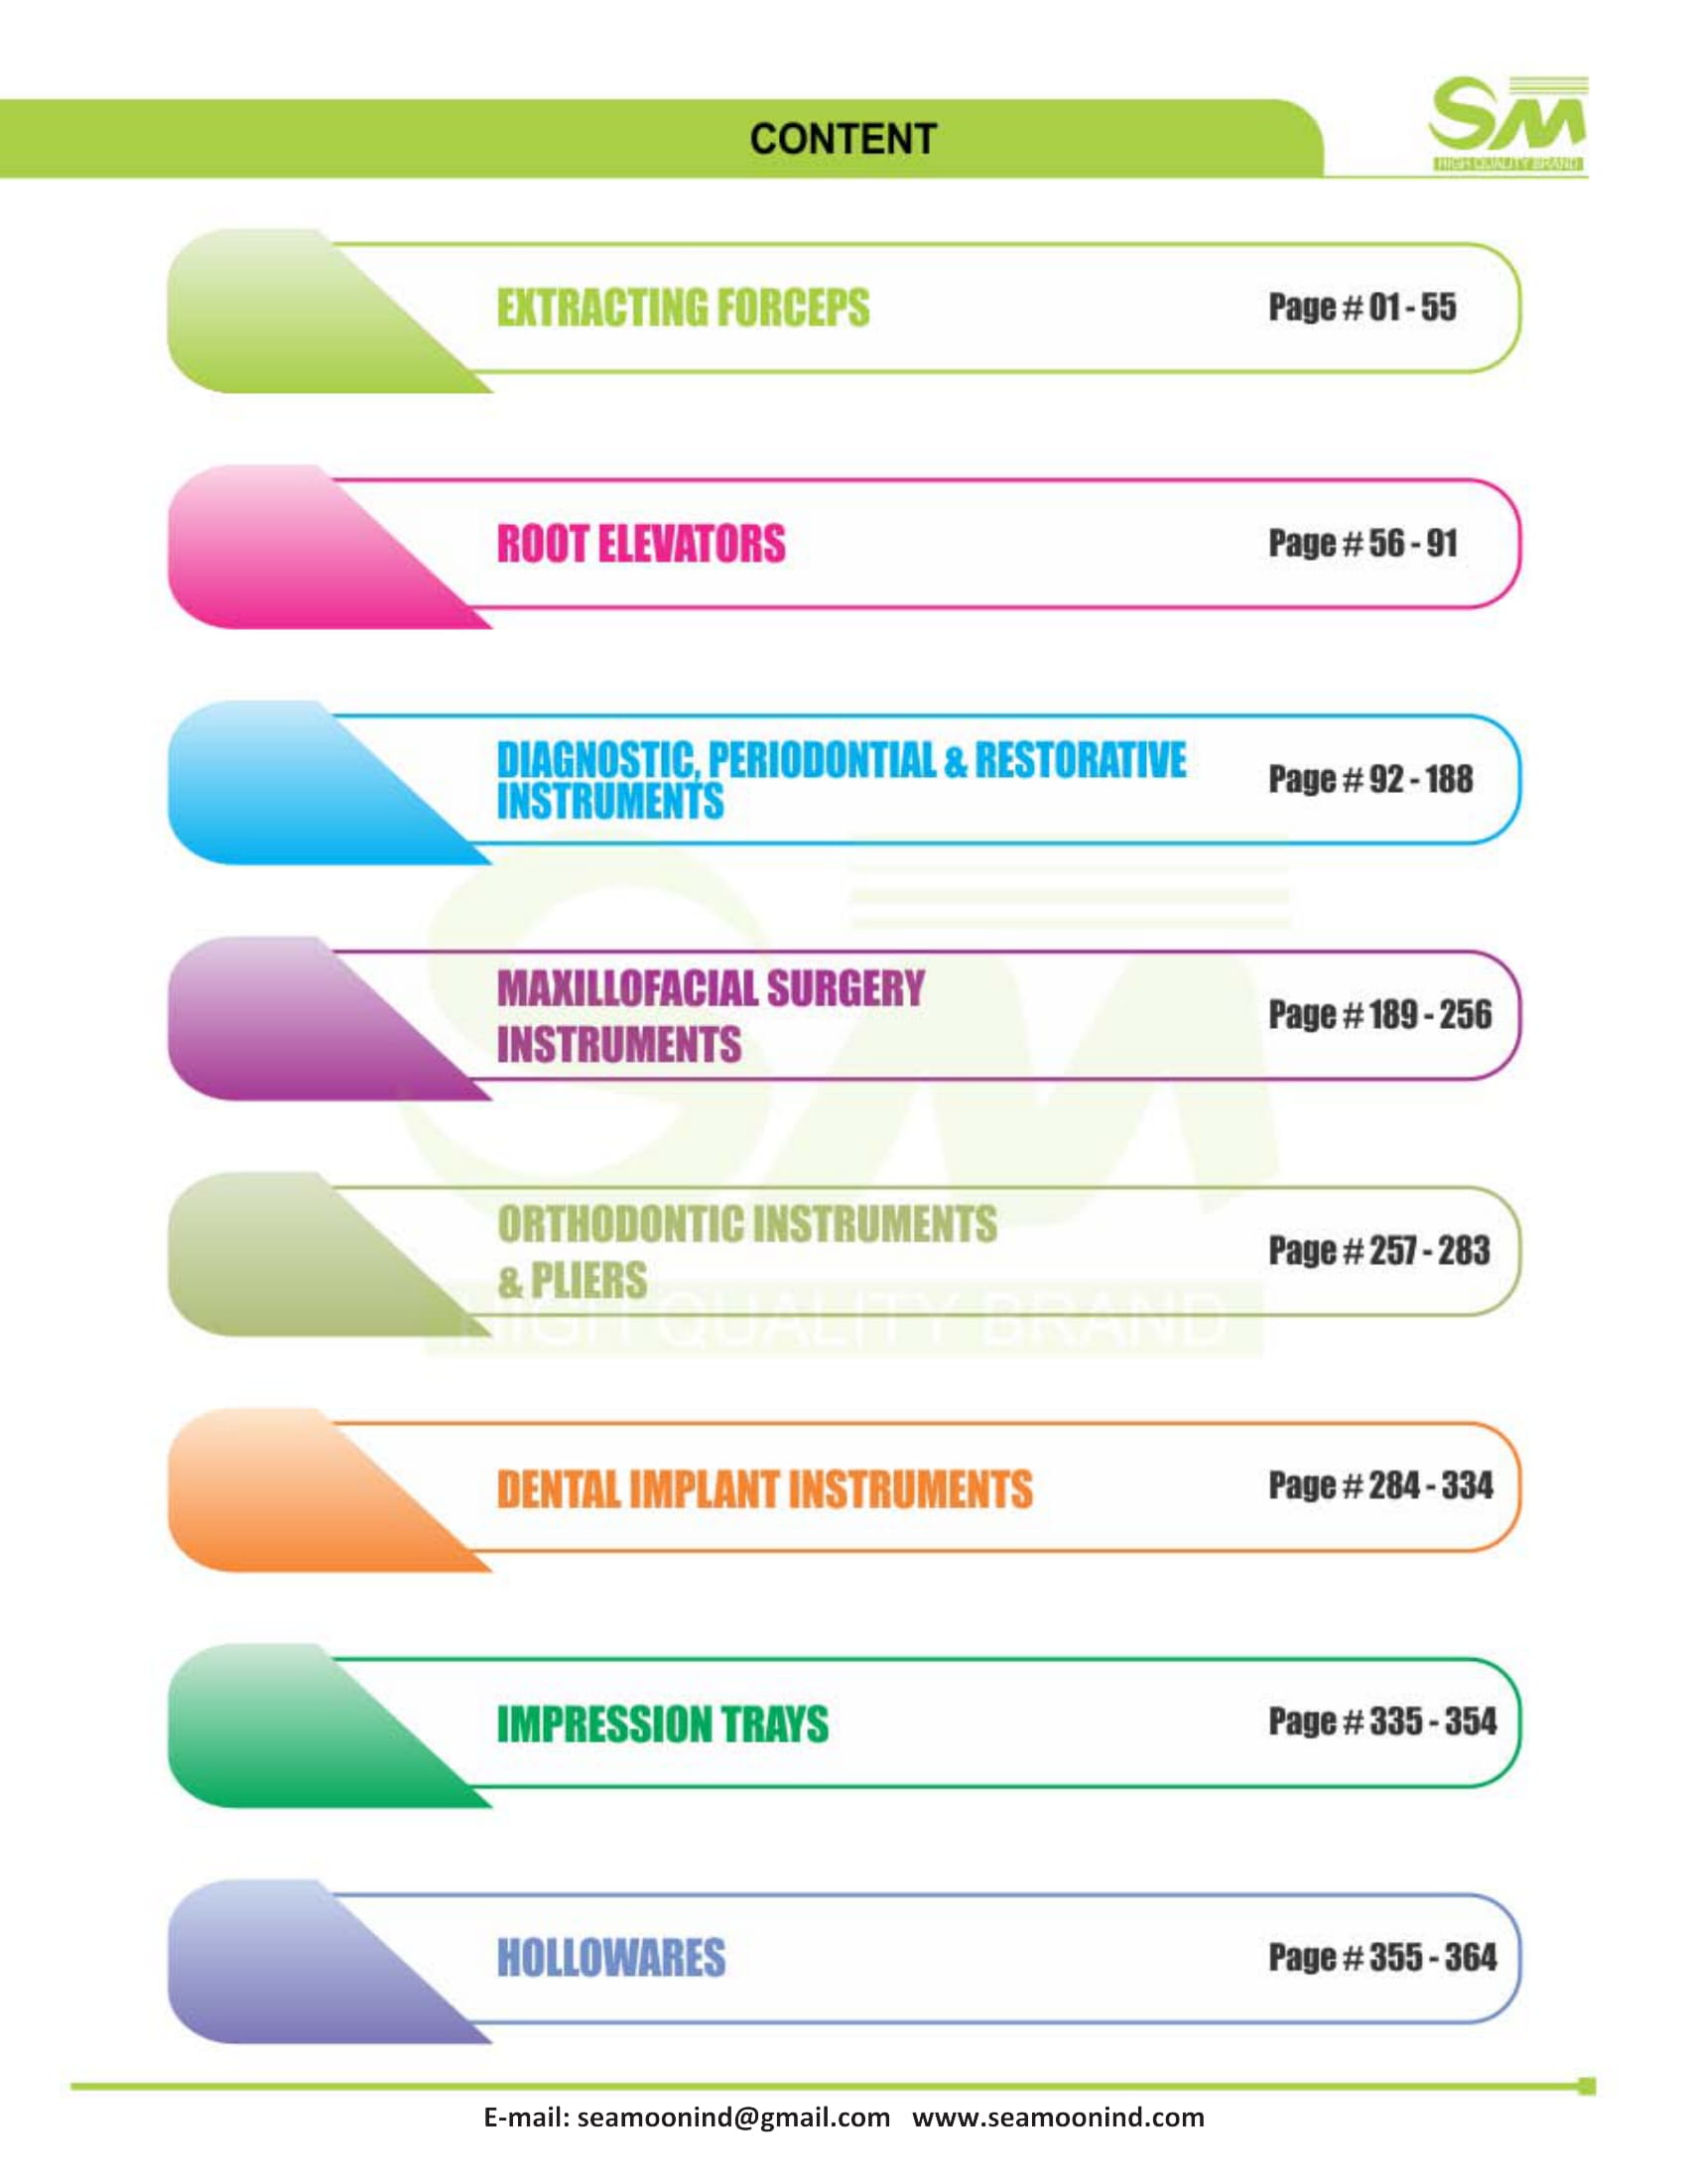 CONTENT
SM
HIGH QUALITY BRAND
EXTRACTING FORCEPS Page # 01 - 55
ROOT ELEVATORS Page # 56 - 91
DIAGNOSTIC, PERIODONTIAL & RESTORATIVE
INSTRUMENTS Page # 92 - 188
MAXILLOFACIAL SURGERY
INSTRUMENTS Page # 189 - 256
ORTHODONTIC INSTRUMENTS
& PLIERS Page # 257 - 283
SM
HIGH QUALITY BRAND
DENTAL IMPLANT INSTRUMENTS Page # 284 - 334
IMPRESSION TRAYS Page # 335 - 354
HOLLOWARES Page # 355 - 364
E-mail: seamoonind@gmail.com www.seamoonind.com